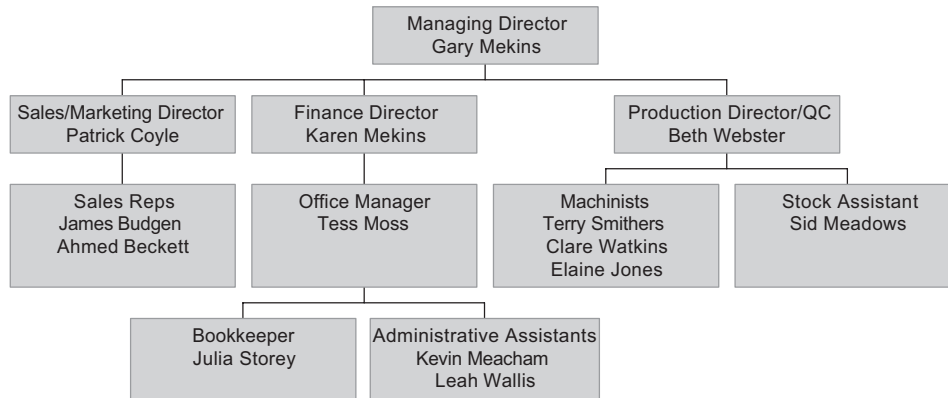 Managing Director
Gary Mekins
Sales/Marketing Director
Patrick Coyle
Finance Director
Karen Mekins
Production Director/QC
Beth Webster
Sales Reps
James Budgen
Ahmed Beckett
Office Manager
Tess Moss
Machinists
Terry Smithers
Clare Watkins
Elaine Jones
Stock Assistant
Sid Meadows
Bookkeeper
Julia Storey
Administrative Assistants
Kevin Meacham
Leah Wallis